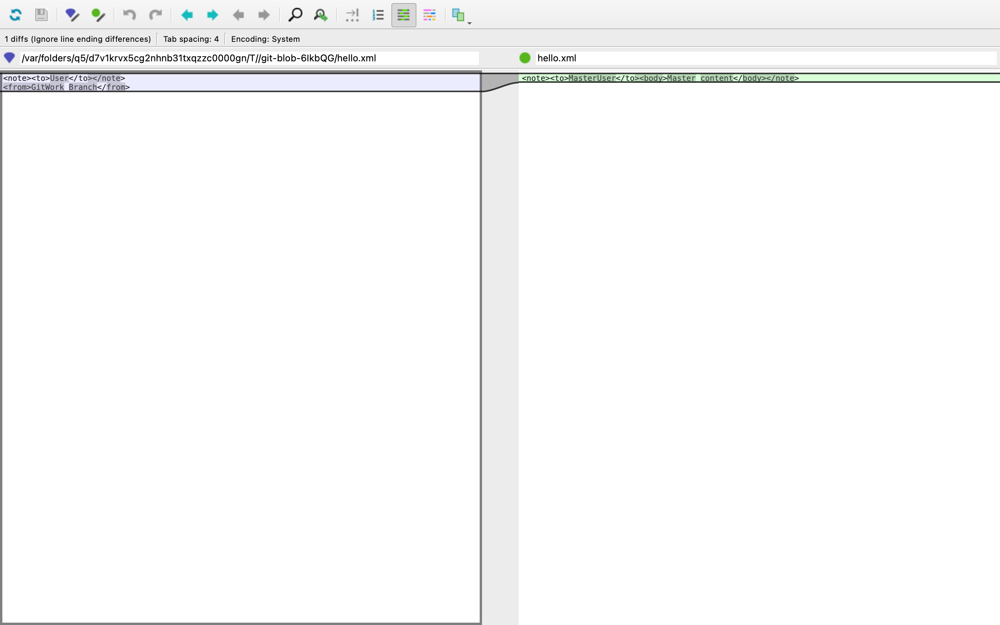 1 diffs (Ignore line ending differences) Tab spacing: 4 Encoding: System
/var/folders/q5/d7v1krvx5cg2nhnb31txqzzc0000gn/T//git-blob-6IkbQG/hello.xml
hello.xml
<note><to>User</to></note>
<from>GitWork Branch</from>
<note><to>MasterUser</to><body>Master content</body></note>